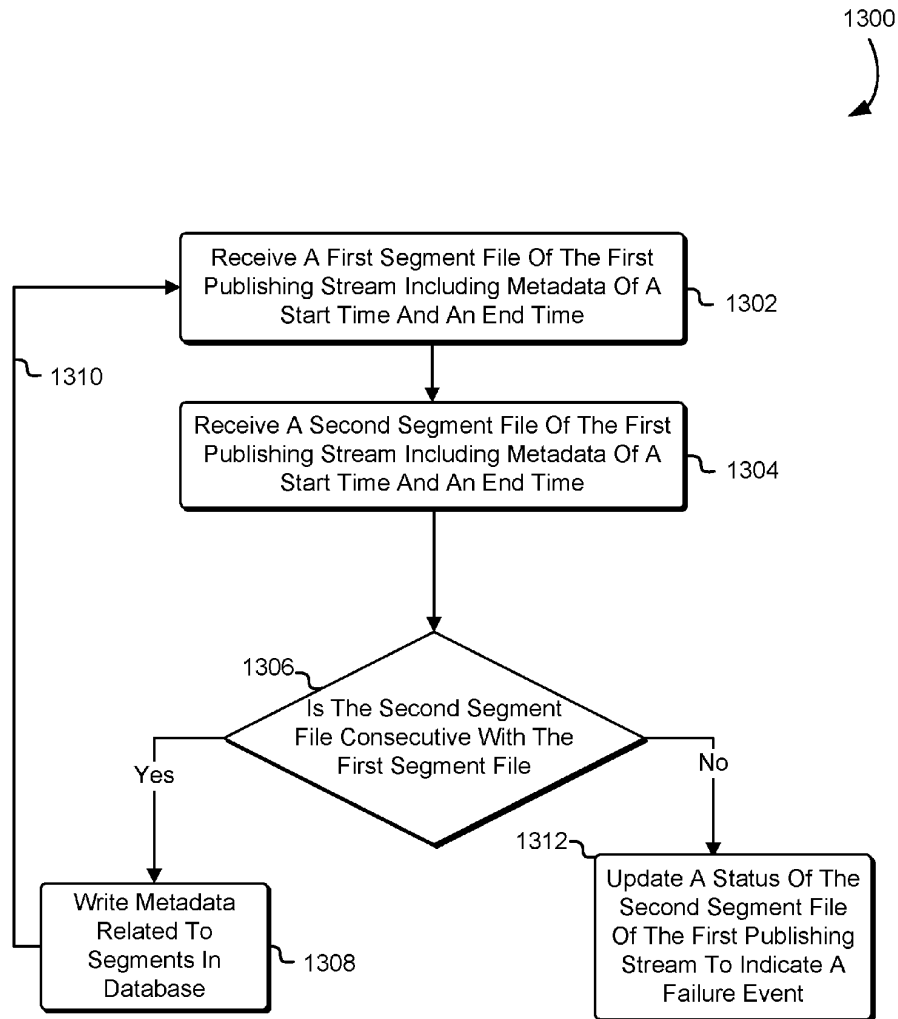 1300
Receive A First Segment File Of The First
Publishing Stream Including Metadata Of A
Start Time And An End Time
1302
1310
Receive A Second Segment File Of The First
Publishing Stream Including Metadata Of A
Start Time And An End Time
1304
1306
Is The Second Segment
File Consecutive With The
First Segment File
Yes
No
1312
Write Metadata
Related To
Segments In
Database
1308
Update A Status Of The
Second Segment File
Of The First Publishing
Stream To Indicate A
Failure Event